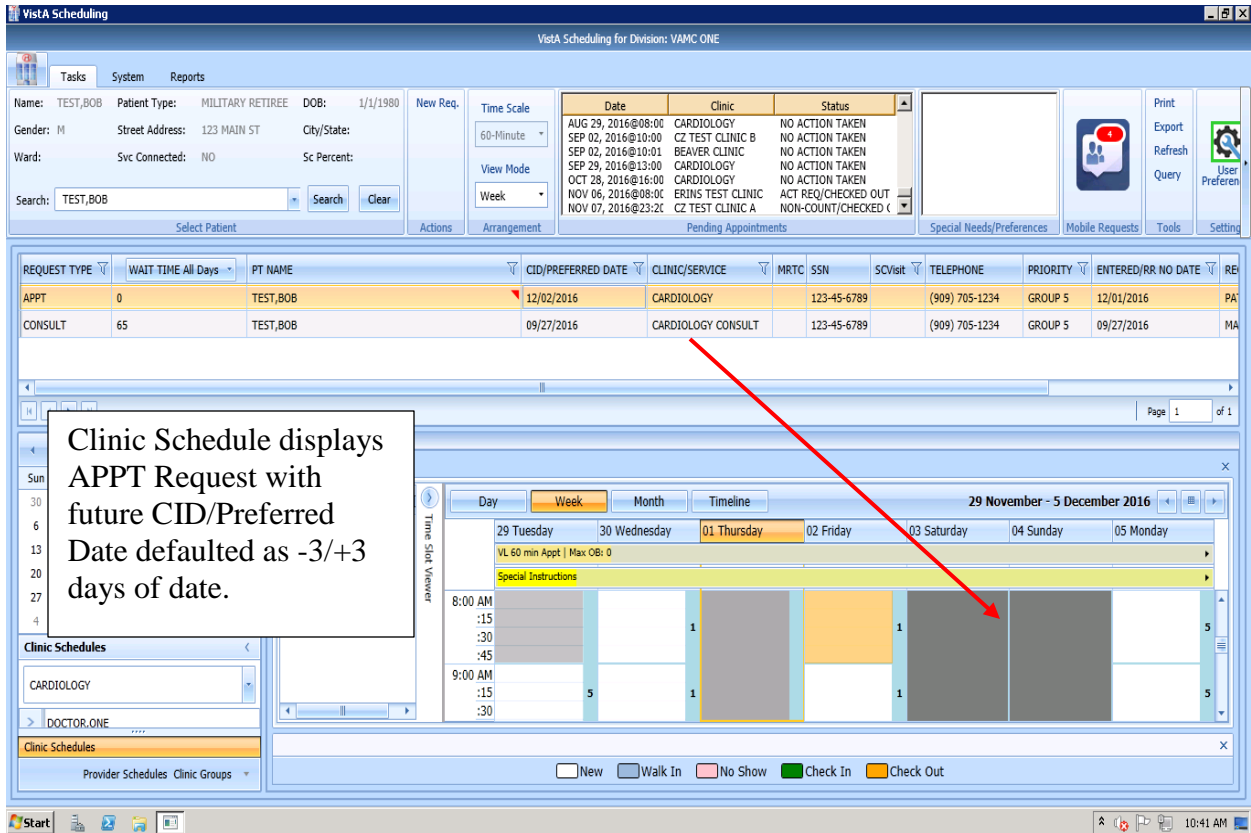 VistA Scheduling
VistA Scheduling for Division: VAMC ONE
Tasks System Reports
Name: TEST,BOB Patient Type: MILITARY RETIREE DOB: 1/1/1980
Gender: M Street Address: 123 MAIN ST City/State:
Ward: Svc Connected: NO Sc Percent:
Search: TEST,BOB Search Clear
Select Patient
New Req.
Actions
Time Scale
60-Minute
View Mode
Week
Arrangement
Date Clinic Status
AUG 29, 2016@08:00 CARDIOLOGY NO ACTION TAKEN
SEP 02, 2016@10:00 CZ TEST CLINIC B NO ACTION TAKEN
SEP 02, 2016@10:01 BEAVER CLINIC NO ACTION TAKEN
SEP 29, 2016@13:00 CARDIOLOGY NO ACTION TAKEN
OCT 28, 2016@16:00 CARDIOLOGY NO ACTION TAKEN
NOV 06, 2016@08:00 ERINS TEST CLINIC ACT REQ/CHECKED OUT
NOV 07, 2016@23:20 CZ TEST CLINIC A NON-COUNT/CHECKED
Pending Appointments
Special Needs/Preferences
4
Mobile Requests
Print
Export
Refresh
Query
Tools
User
Preferen
Setting
REQUEST TYPE WAIT TIME All Days PT NAME CID/PREFERRED DATE CLINIC/SERVICE MRTC SSN SCVisit TELEPHONE PRIORITY ENTERED/RR NO DATE RE
APPT 0 TEST,BOB 12/02/2016 CARDIOLOGY 123-45-6789 (909) 705-1234 GROUP 5 12/01/2016 PA
CONSULT 65 TEST,BOB 09/27/2016 CARDIOLOGY CONSULT 123-45-6789 (909) 705-1234 GROUP 5 09/27/2016 MA
Page 1 of 1
Clinic Schedule displays
APPT Request with
future CID/Preferred
Date defaulted as -3/+3
days of date.
Sun
30
6
13
20
27
4
Clinic Schedules
CARDIOLOGY
DOCTOR.ONE
Clinic Schedules
Provider Schedules Clinic Groups
Time Slot Viewer
Day Week Month Timeline 29 November - 5 December 2016
29 Tuesday 30 Wednesday 01 Thursday 02 Friday 03 Saturday 04 Sunday 05 Monday
VL 60 min Appt | Max OB: 0
Special Instructions
8:00 AM
:15
1 1 5
:30
:45
9:00 AM
:15 5 1 1 5
:30
New Walk In No Show Check In Check Out
Start 10:41 AM